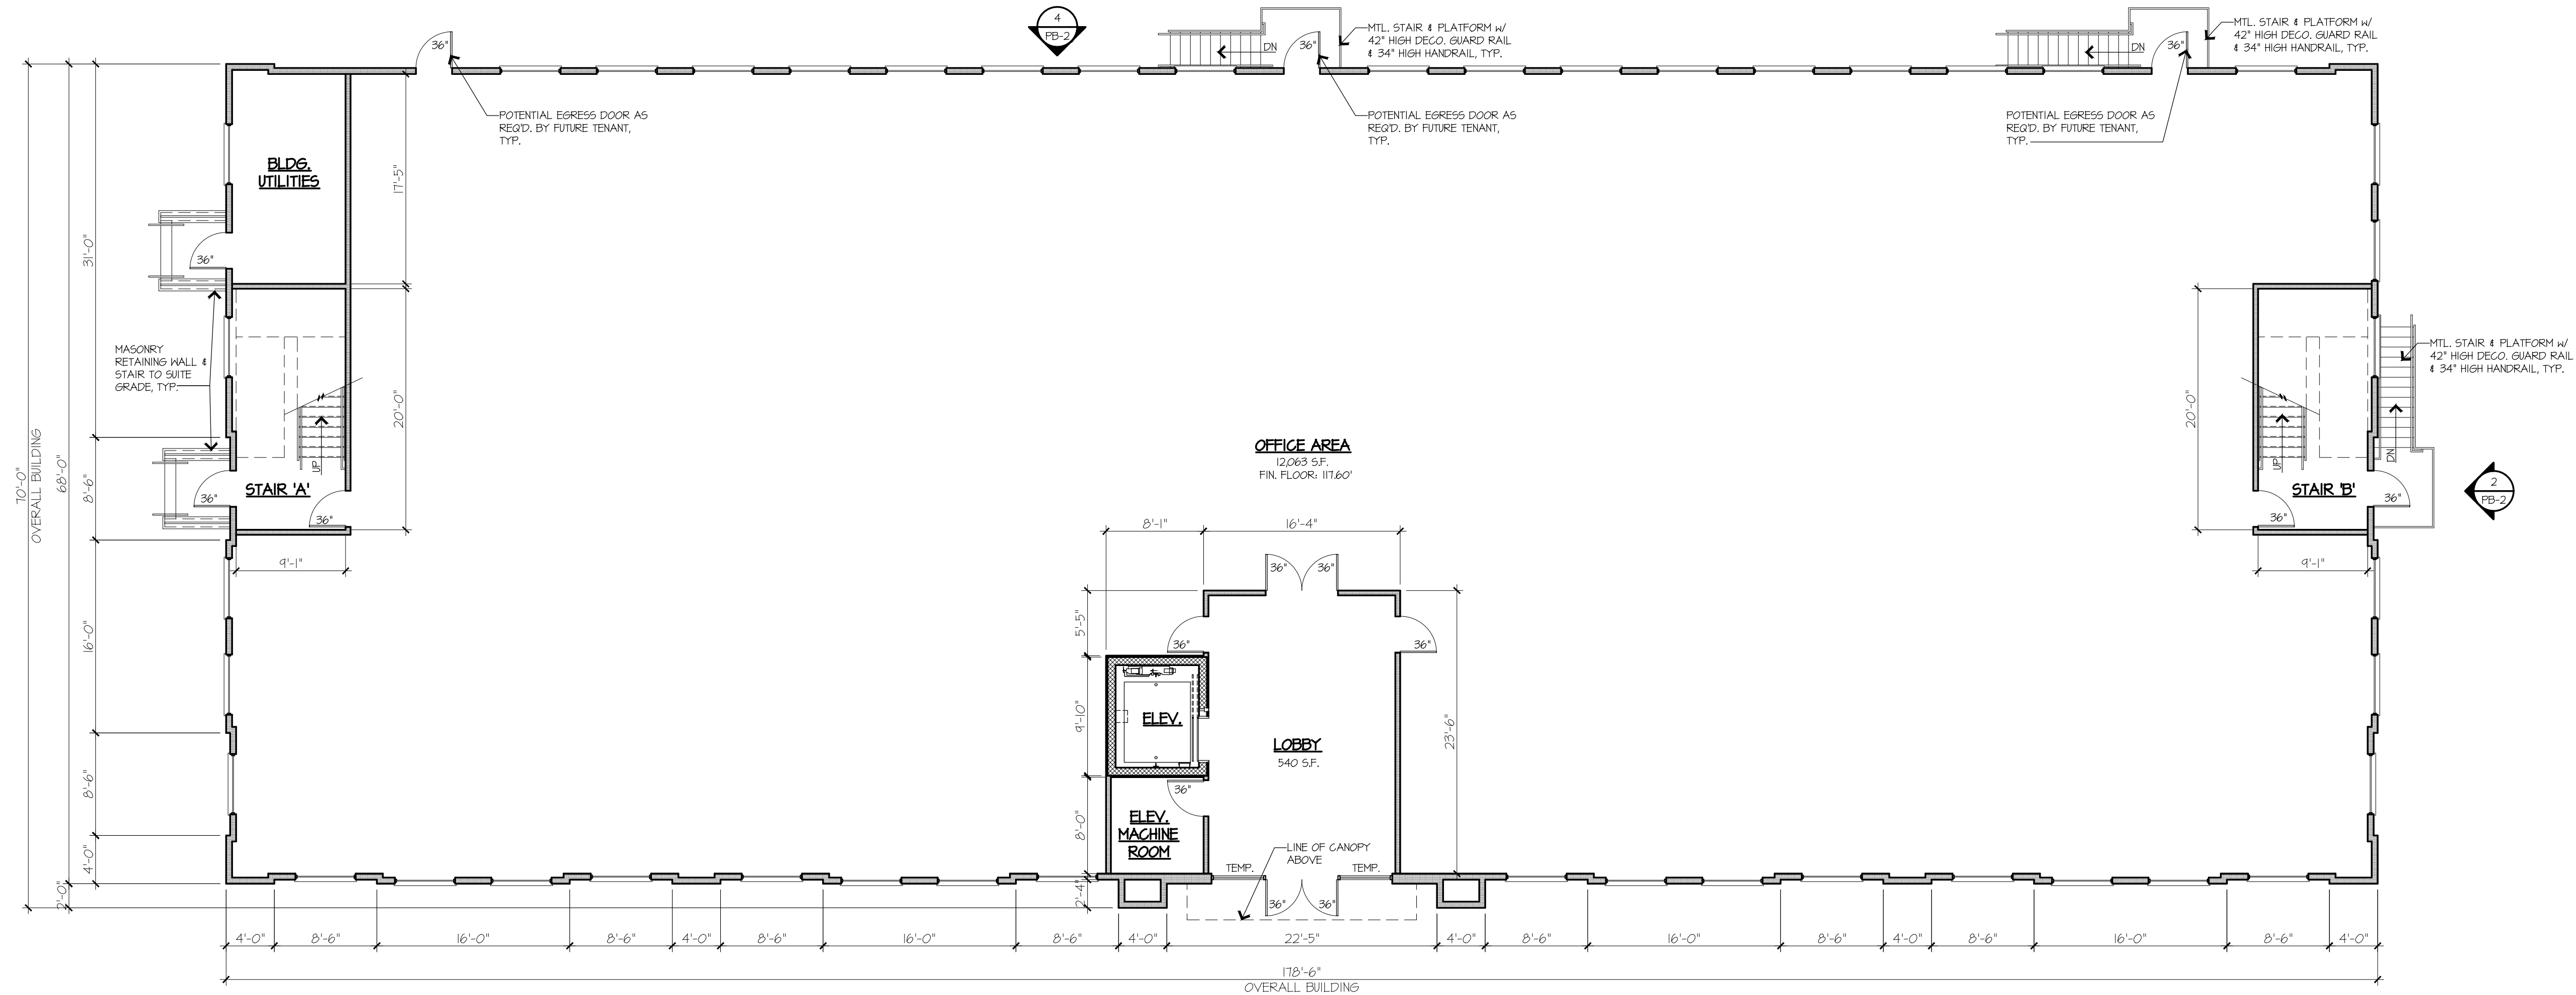 4
PB-2
36"
36"
36"
DN
DN
MTL. STAIR & PLATFORM W/
42" HIGH DECO. GUARD RAIL
& 34" HIGH HANDRAIL, TYP.
MTL. STAIR & PLATFORM W/
42" HIGH DECO. GUARD RAIL
& 34" HIGH HANDRAIL, TYP.
POTENTIAL EGRESS DOOR AS
REQ'D. BY FUTURE TENANT,
TYP.
POTENTIAL EGRESS DOOR AS
REQ'D. BY FUTURE TENANT,
TYP.
POTENTIAL EGRESS DOOR AS
REQ'D. BY FUTURE TENANT,
TYP.
BLDG.
UTILITIES
17'-5"
31'-0"
36"
MASONRY
RETAINING WALL &
STAIR TO SUITE
GRADE, TYP.
20'-0"
UP
STAIR 'A'
36"
36"
9'-1"
70'-0"
OVERALL BUILDING
68'-0"
8'-6"
16'-0"
8'-6"
4'-0"
2'-0"
OFFICE AREA
12,063 S.F.
FIN. FLOOR: 117.60'
MTL. STAIR & PLATFORM W/
42" HIGH DECO. GUARD RAIL
& 34" HIGH HANDRAIL, TYP.
20'-0"
UP
DN
STAIR 'B'
36"
36"
9'-1"
2
PB-2
8'-1"
16'-4"
36"
36"
5'-5"
36"
36"
9'-10"
ELEV.
23'-6"
LOBBY
540 S.F.
36"
8'-0"
ELEV.
MACHINE
ROOM
LINE OF CANOPY
ABOVE
TEMP.
TEMP.
2'-4"
36"
36"
4'-0"
8'-6"
16'-0"
8'-6"
4'-0"
8'-6"
16'-0"
8'-6"
4'-0"
22'-5"
4'-0"
8'-6"
16'-0"
8'-6"
4'-0"
8'-6"
16'-0"
8'-6"
4'-0"
178'-6"
OVERALL BUILDING